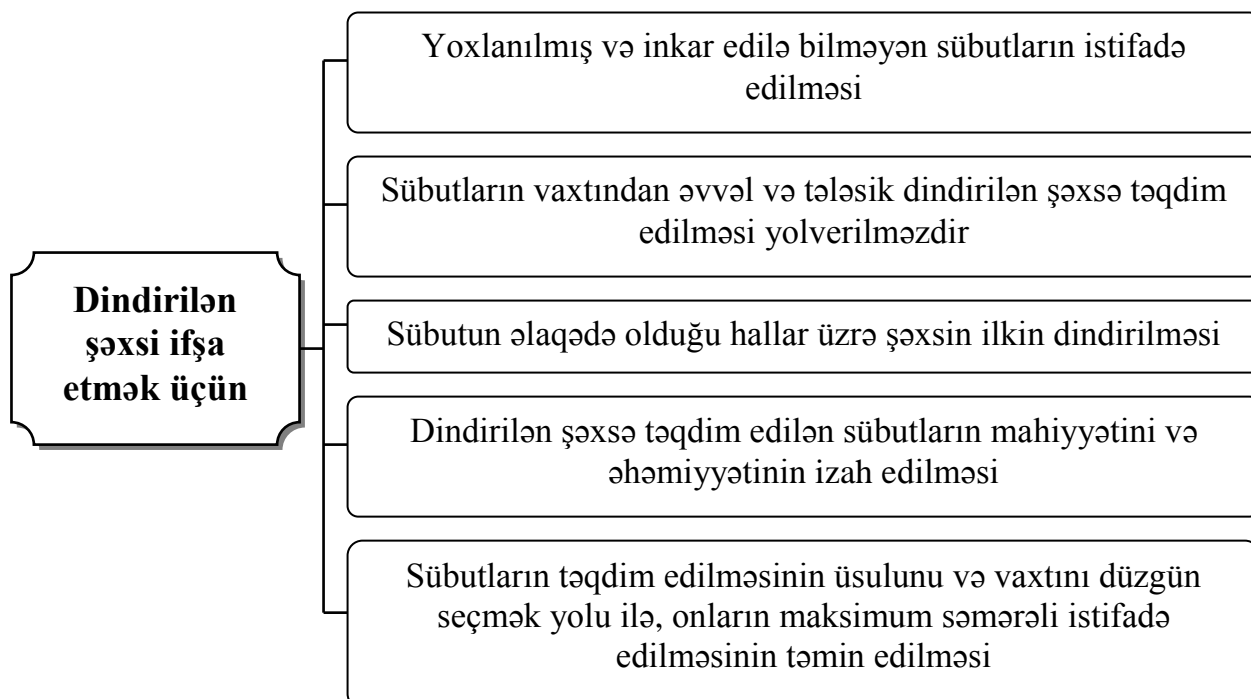 Dindirilən
şəxsi ifşa
etmək üçün
Yoxlanılmış və inkar edilə bilməyən sübutların istifadə
edilməsi
Sübutların vaxtından əvvəl və tələsik dindirilən şəxsə təqdim
edilməsi yolverilməzdir
Sübutun əlaqədə olduğu hallar üzrə şəxsin ilkin dindirilməsi
Dindirilən şəxsə təqdim edilən sübutların mahiyyətini və
əhəmiyyətinin izah edilməsi
Sübutların təqdim edilməsinin üsulunu və vaxtını düzgün
seçmək yolu ilə, onların maksimum səmərəli istifadə
edilməsinin təmin edilməsi